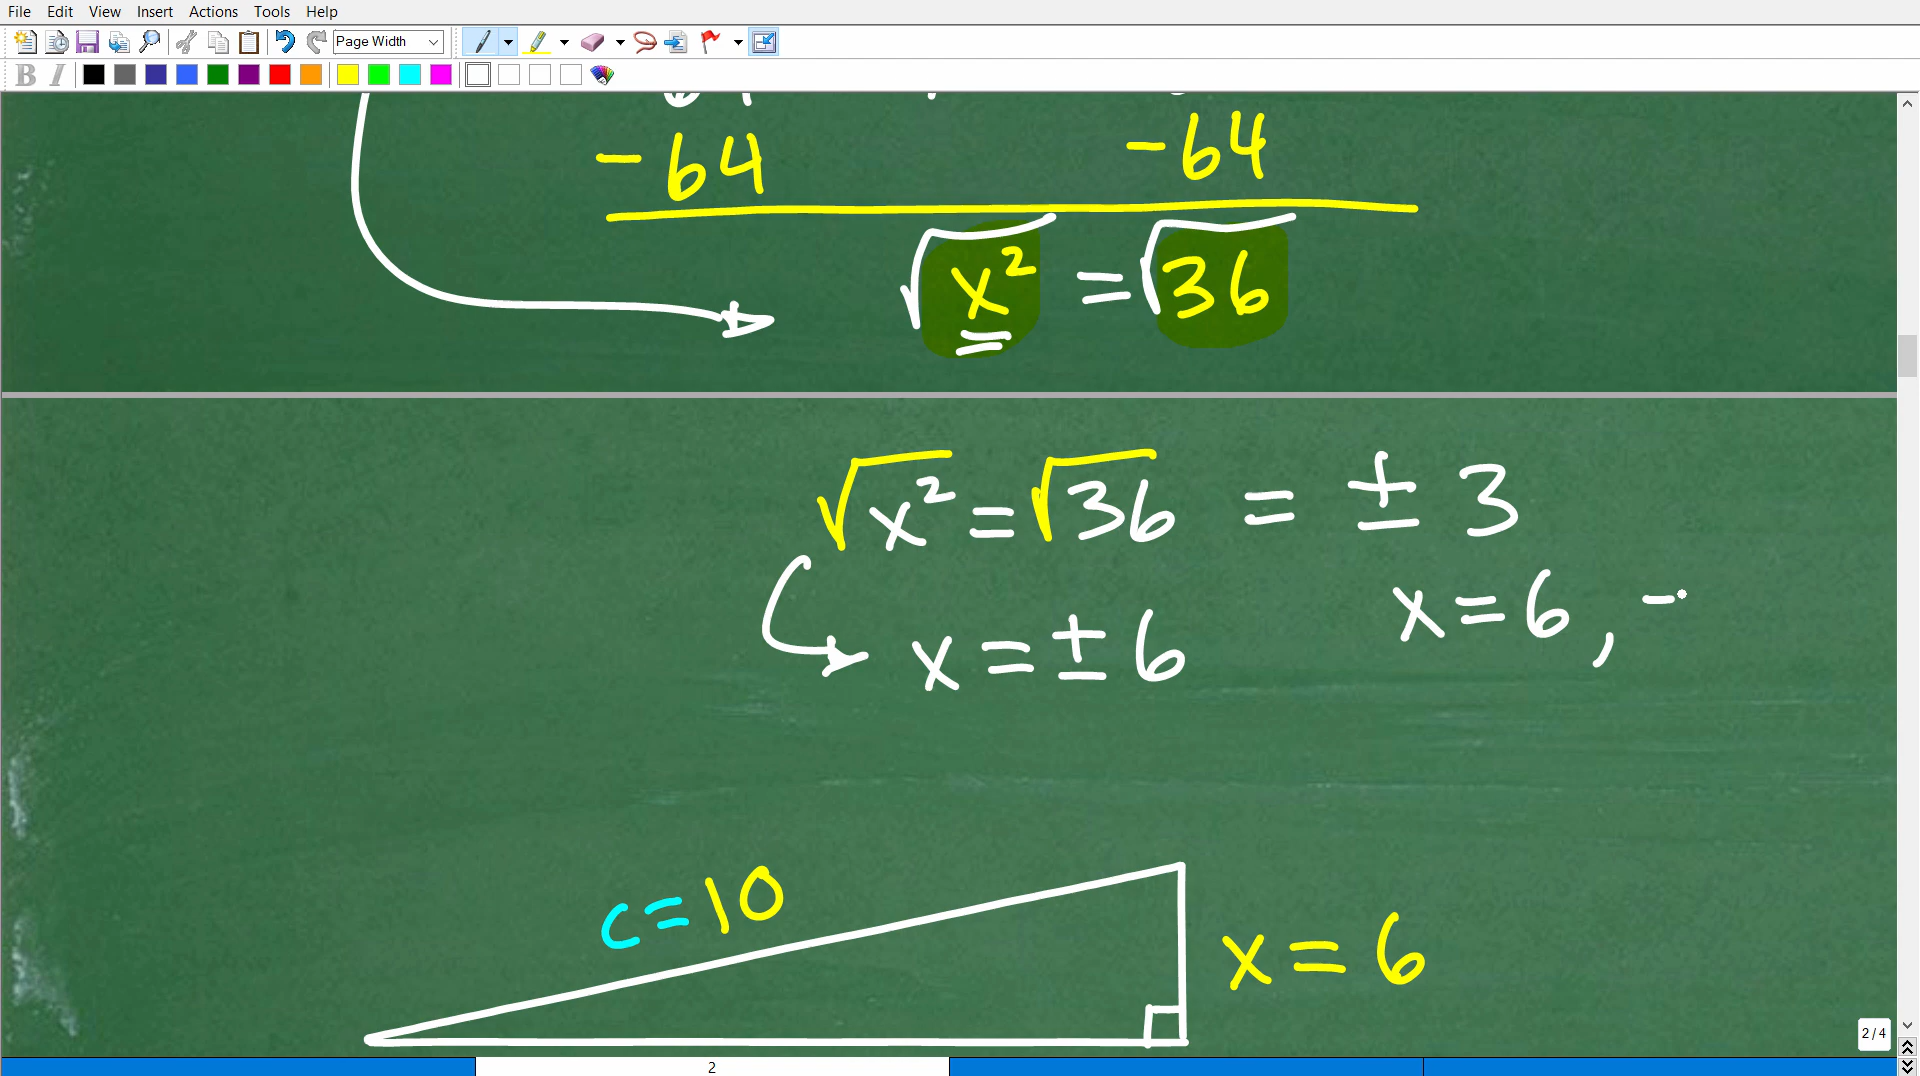 File Edit View Insert Actions Tools Help
Page Width
B I
-64 -64
√x² = √36
√x² = √36 = ± 3
x = 6, -
x = ± 6
c = 10
x = 6
2 / 4
2